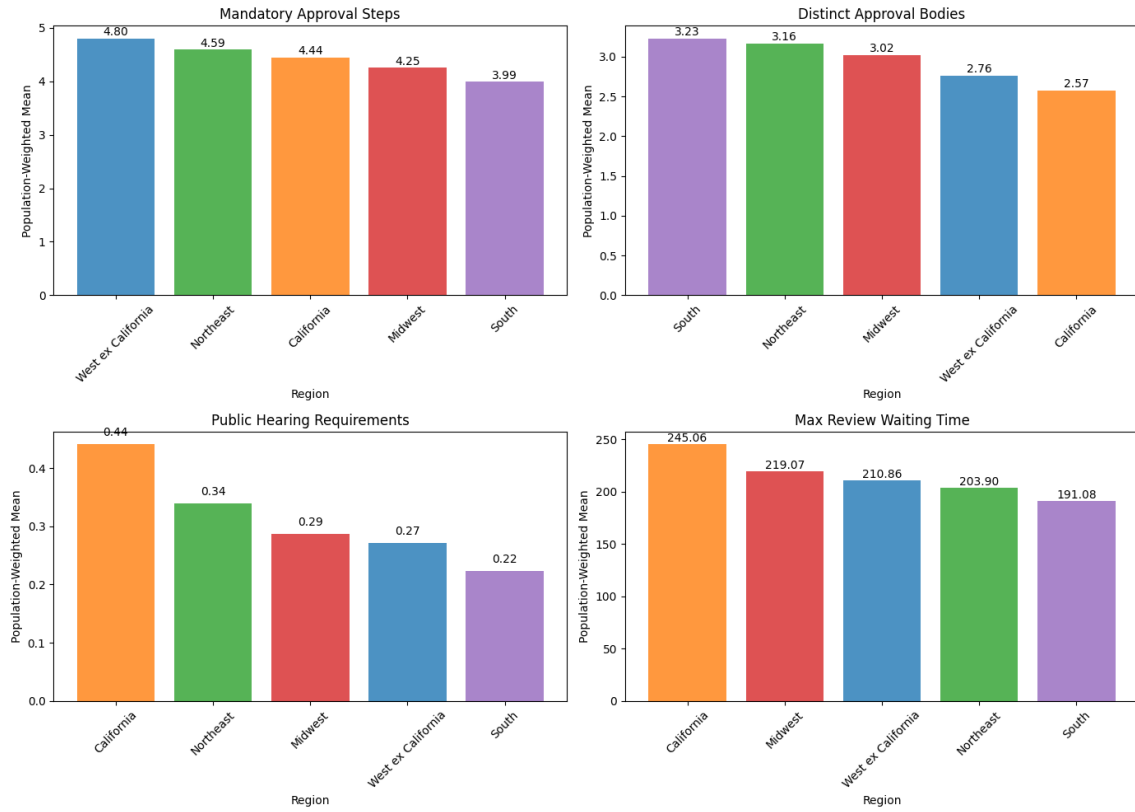 Mandatory Approval Steps
Population-Weighted Mean
5
4
3
2
1
0
4.80
4.59
4.44
4.25
3.99
West ex California
Northeast
California
Midwest
South
Region
Distinct Approval Bodies
Population-Weighted Mean
3.0
2.5
2.0
1.5
1.0
0.5
0.0
3.23
3.16
3.02
2.76
2.57
South
Northeast
Midwest
West ex California
California
Region
Public Hearing Requirements
Population-Weighted Mean
0.4
0.3
0.2
0.1
0.0
0.44
0.34
0.29
0.27
0.22
California
Northeast
Midwest
West ex California
South
Region
Max Review Waiting Time
Population-Weighted Mean
250
200
150
100
50
0
245.06
219.07
210.86
203.90
191.08
California
Midwest
West ex California
Northeast
South
Region